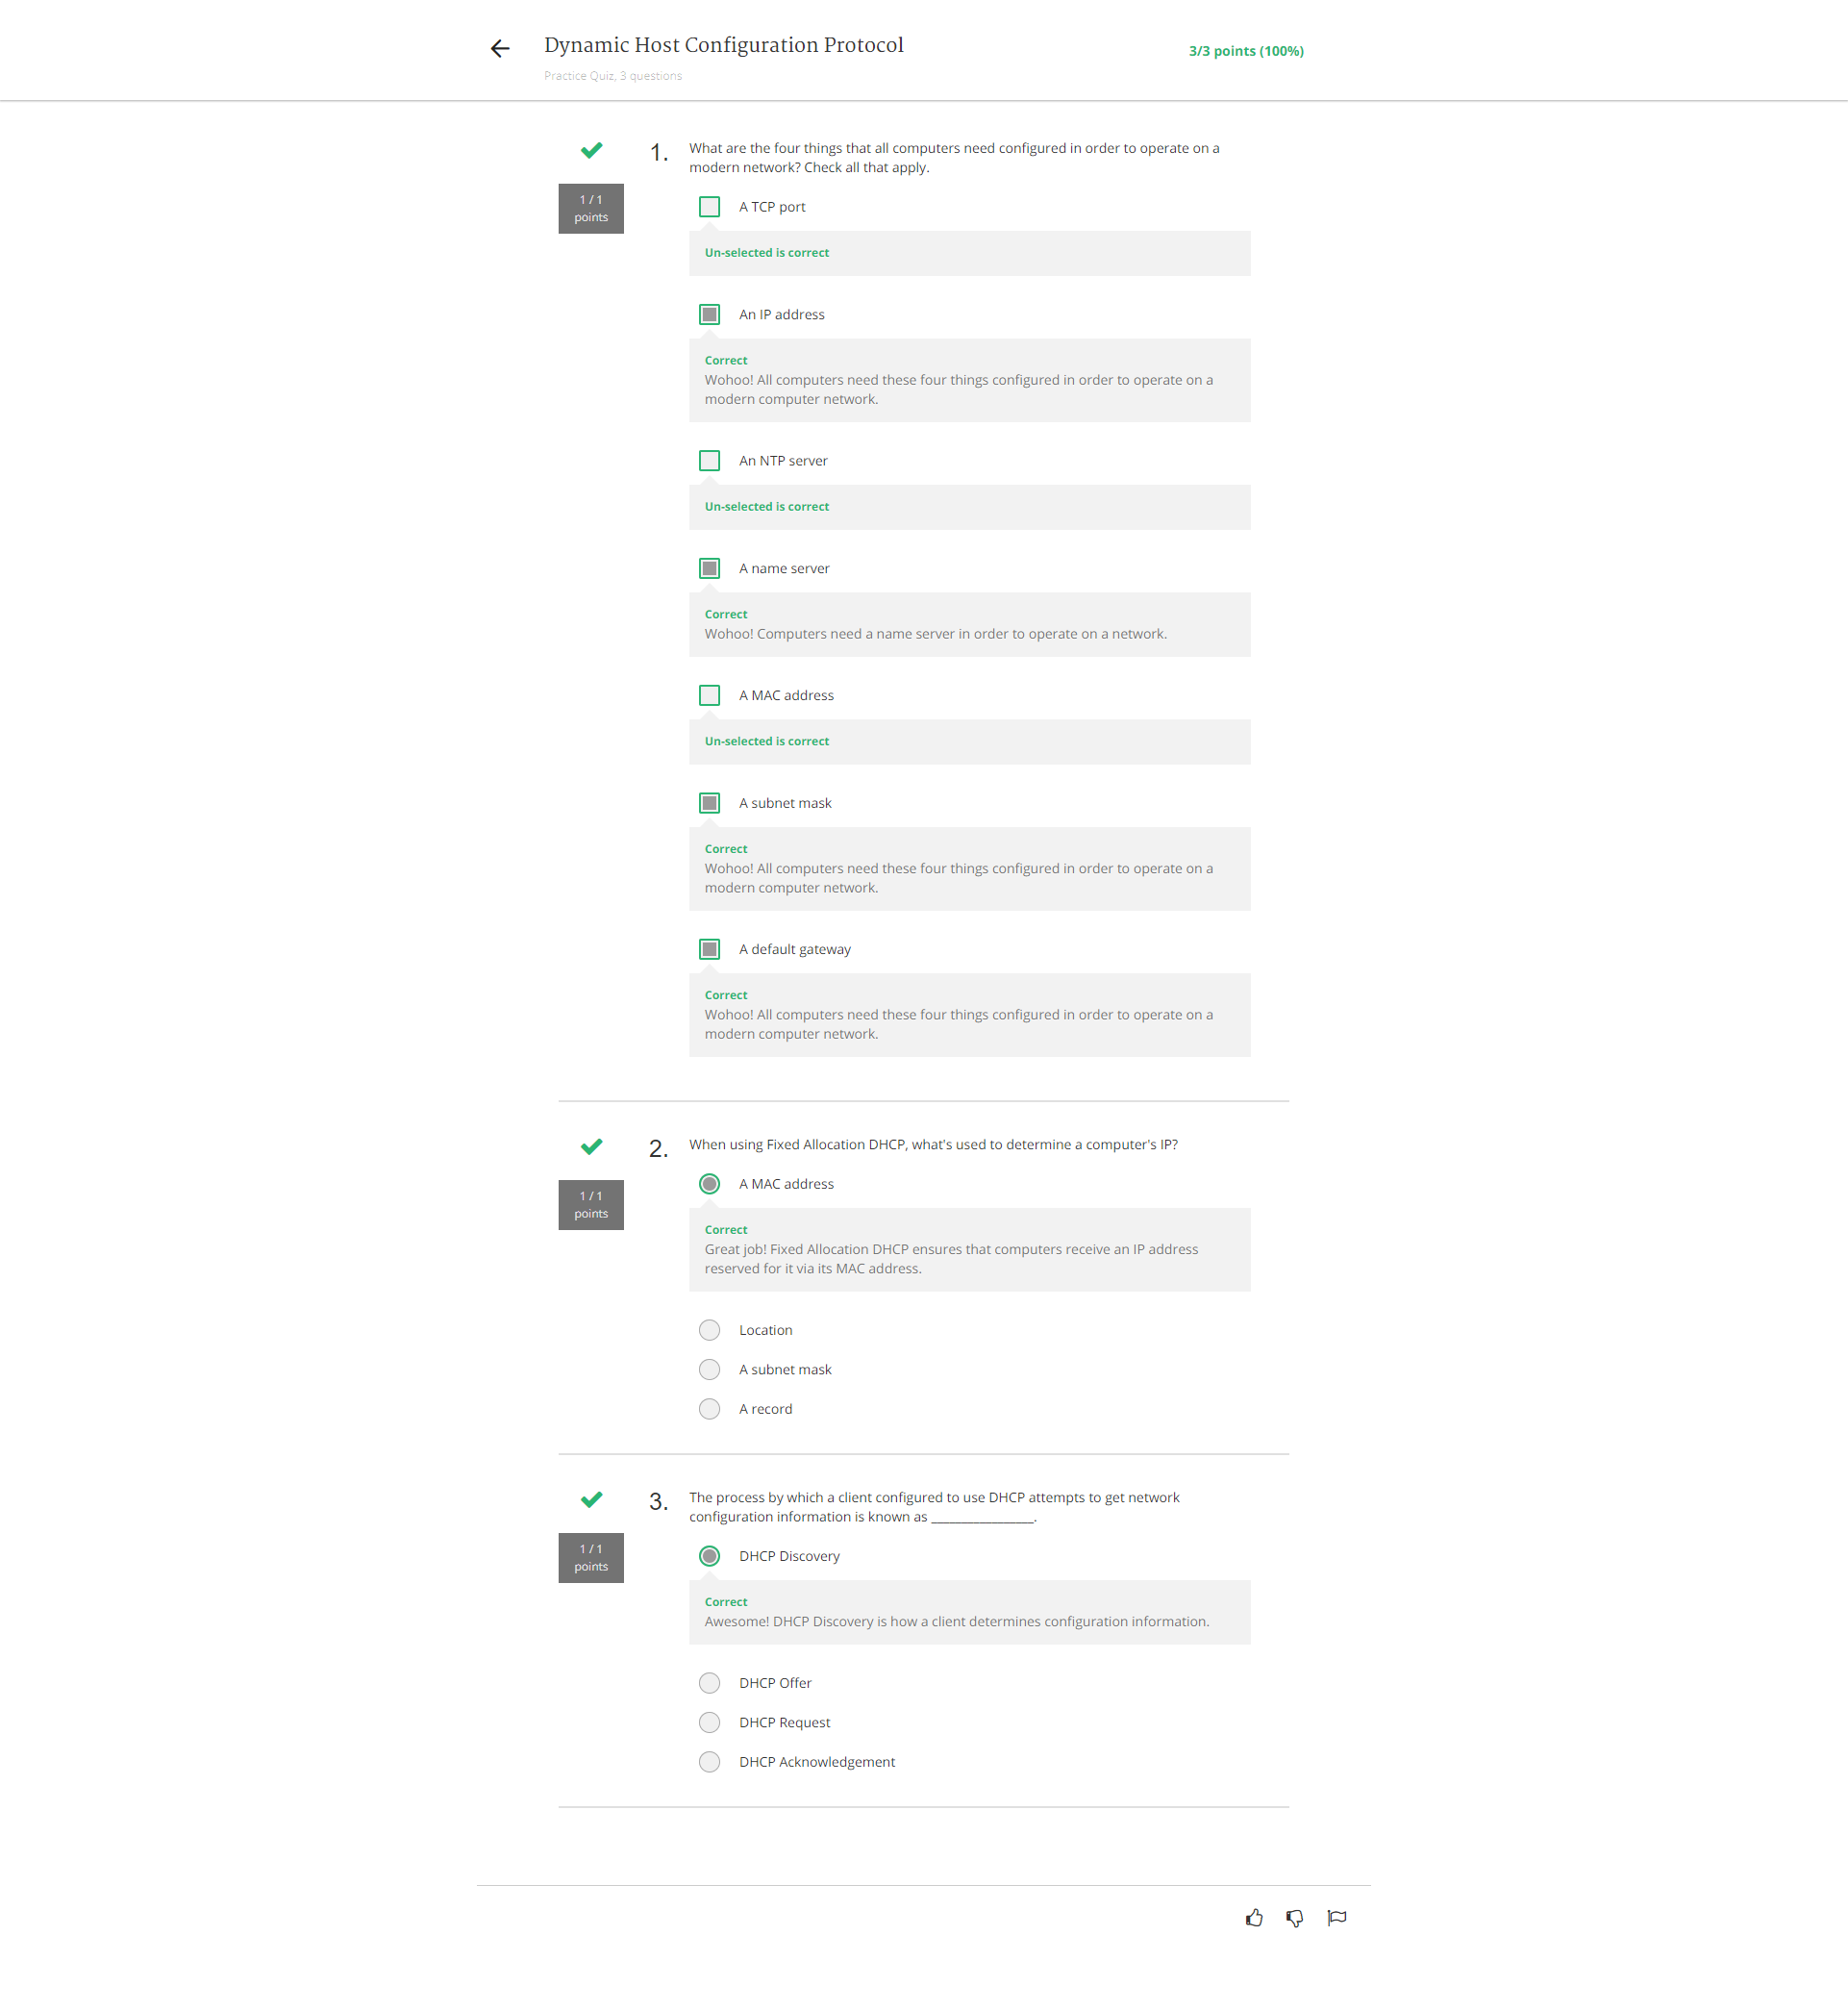 Dynamic Host Configuration Protocol
3/3 points (100%)
Practice Quiz, 3 questions
1 / 1
points
1.
What are the four things that all computers need configured in order to operate on a
modern network? Check all that apply.
A TCP port
Un-selected is correct
An IP address
Correct
Wohoo! All computers need these four things configured in order to operate on a
modern computer network.
An NTP server
Un-selected is correct
A name server
Correct
Wohoo! Computers need a name server in order to operate on a network.
A MAC address
Un-selected is correct
A subnet mask
Correct
Wohoo! All computers need these four things configured in order to operate on a
modern computer network.
A default gateway
Correct
Wohoo! All computers need these four things configured in order to operate on a
modern computer network.
1 / 1
points
2.
When using Fixed Allocation DHCP, what's used to determine a computer's IP?
A MAC address
Correct
Great job! Fixed Allocation DHCP ensures that computers receive an IP address
reserved for it via its MAC address.
Location
A subnet mask
A record
1 / 1
points
3.
The process by which a client configured to use DHCP attempts to get network
configuration information is known as _________________.
DHCP Discovery
Correct
Awesome! DHCP Discovery is how a client determines configuration information.
DHCP Offer
DHCP Request
DHCP Acknowledgement